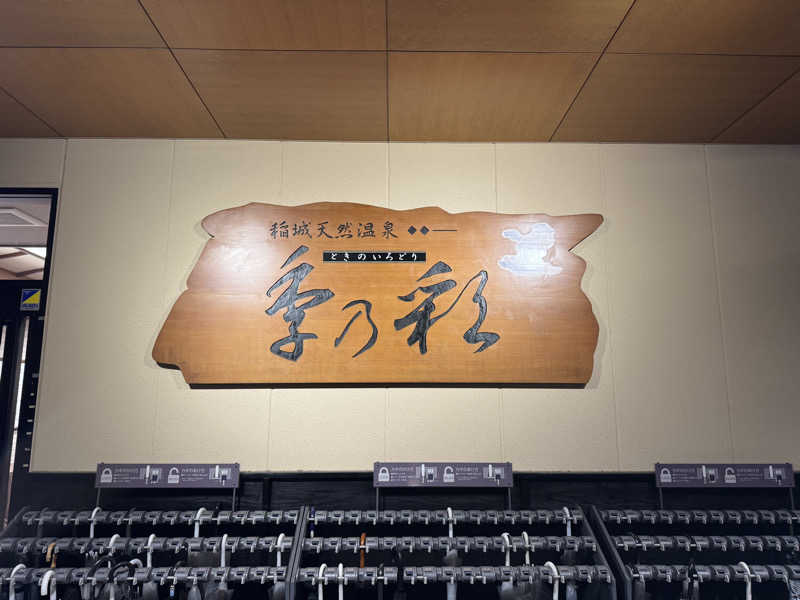 稲城天然温泉
ときのいろどり
季乃彩